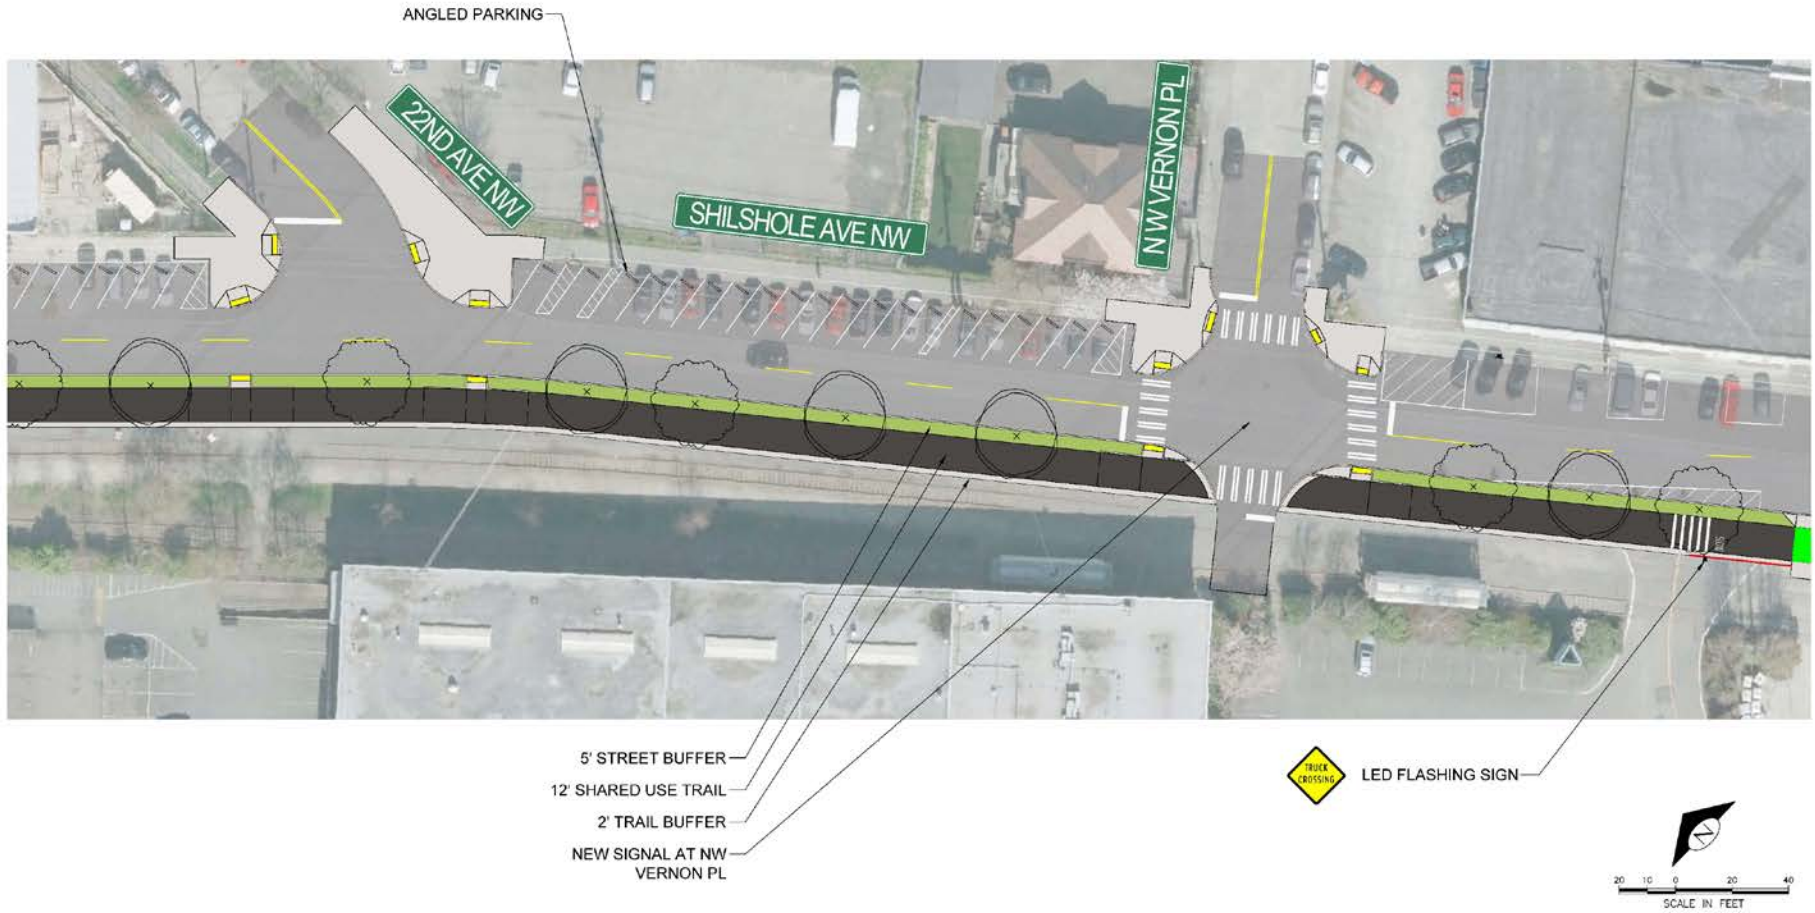 ANGLED PARKING
22ND AVE NW
SHILSHOLE AVE NW
NW VERNON PL
5' STREET BUFFER
12' SHARED USE TRAIL
2' TRAIL BUFFER
NEW SIGNAL AT NW
VERNON PL
TRUCK
CROSSING
LED FLASHING SIGN
N
20 10 0 20 40
SCALE IN FEET